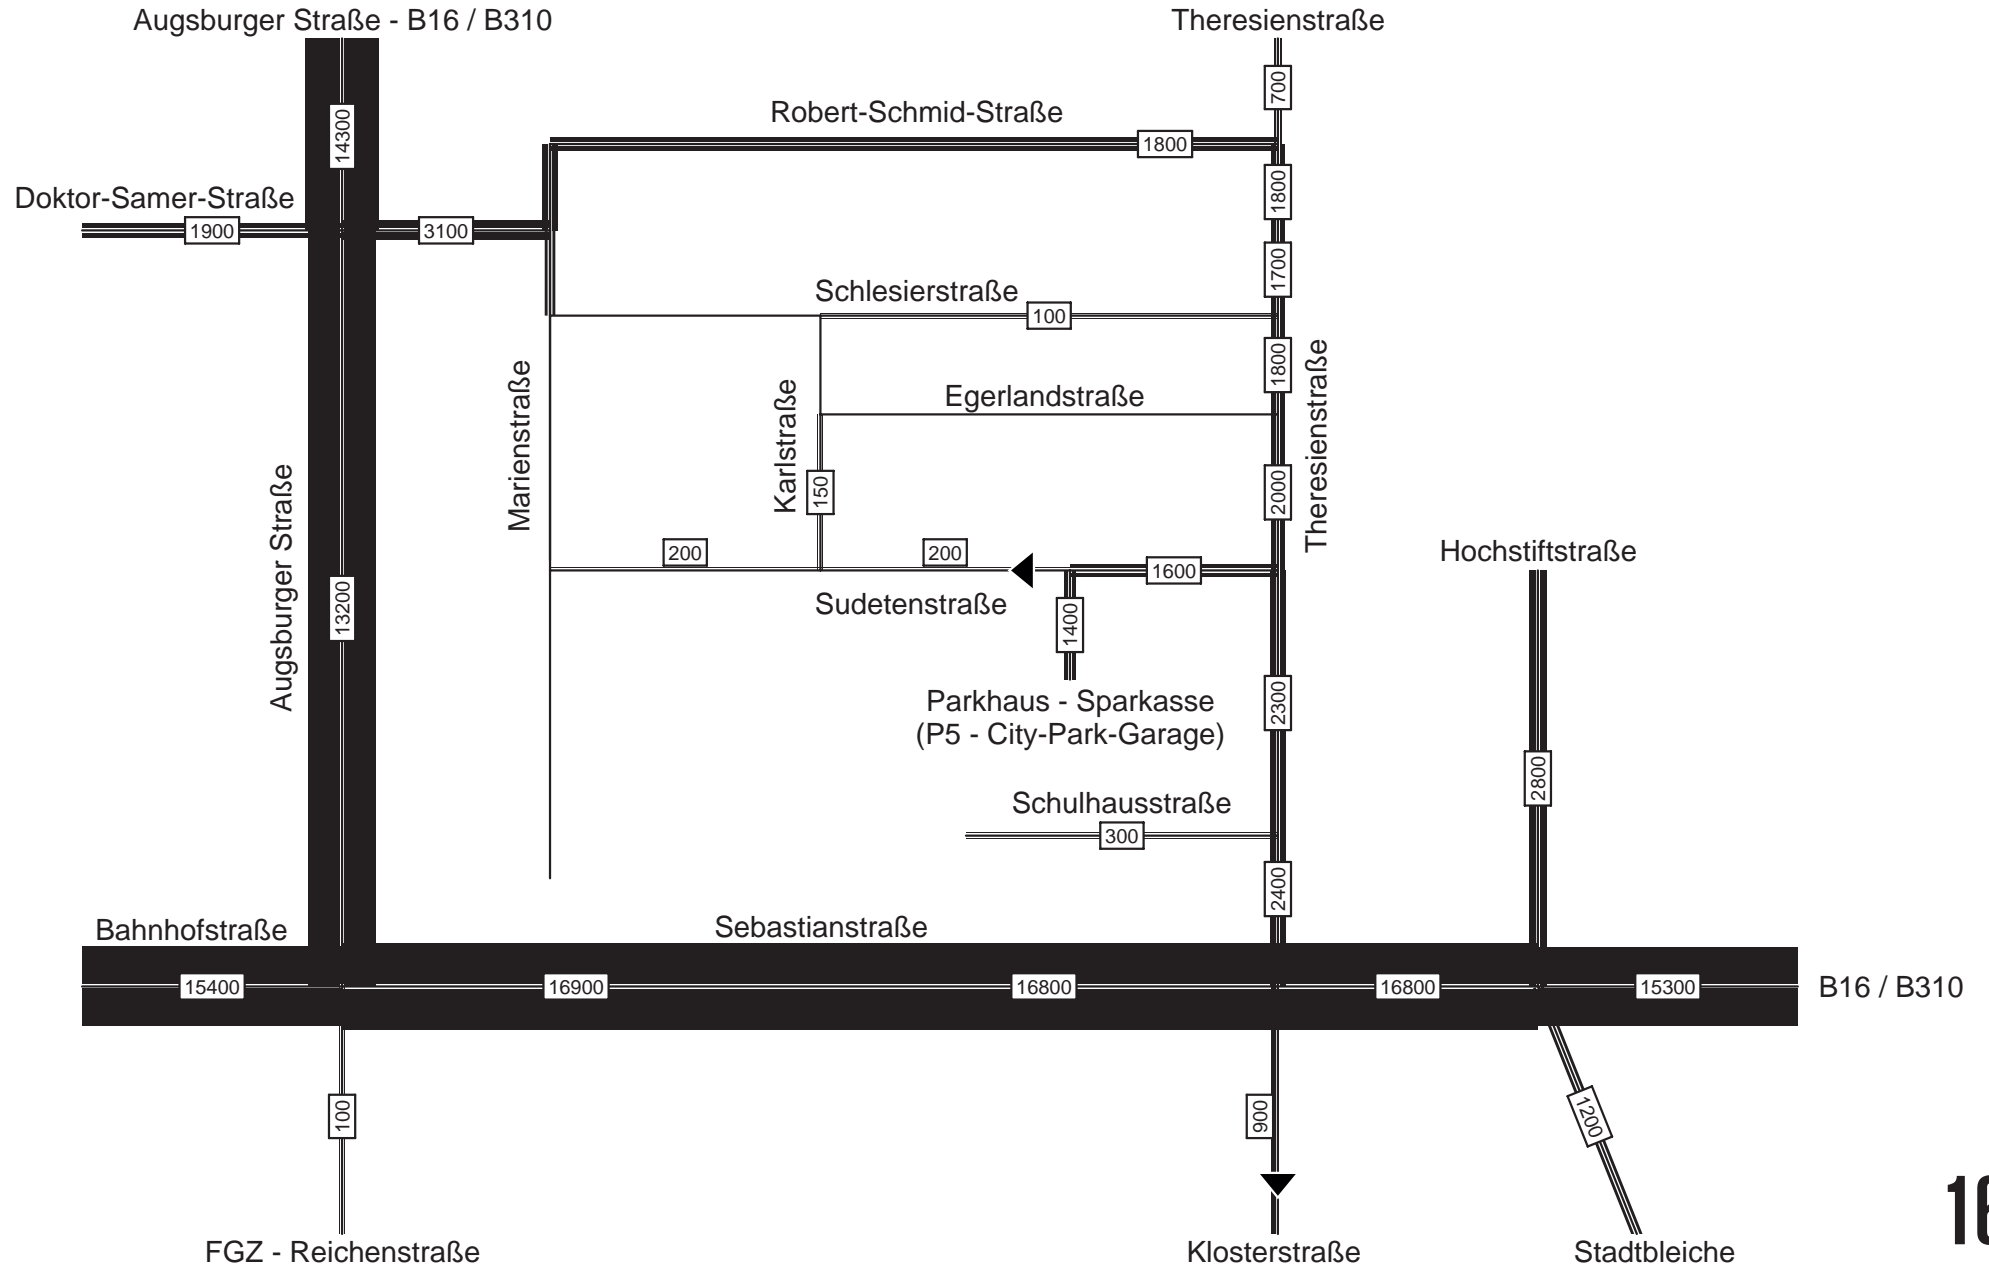 Augsburger Straße - B16 / B310
Theresienstraße
700
14300
Robert-Schmid-Straße
1800
1800
Doktor-Samer-Straße
1900
3100
1700
Schlesierstraße
100
1800
Theresienstraße
Marienstraße
Karlstraße
Egerlandstraße
150
2000
Augsburger Straße
13200
200
200
1600
Hochstiftstraße
Sudetenstraße
1400
Parkhaus - Sparkasse
(P5 - City-Park-Garage)
2300
2800
Schulhausstraße
300
2400
Bahnhofstraße
Sebastianstraße
15400
16900
16800
16800
15300
B16 / B310
100
900
1200
FGZ - Reichenstraße
Klosterstraße
Stadtbleiche